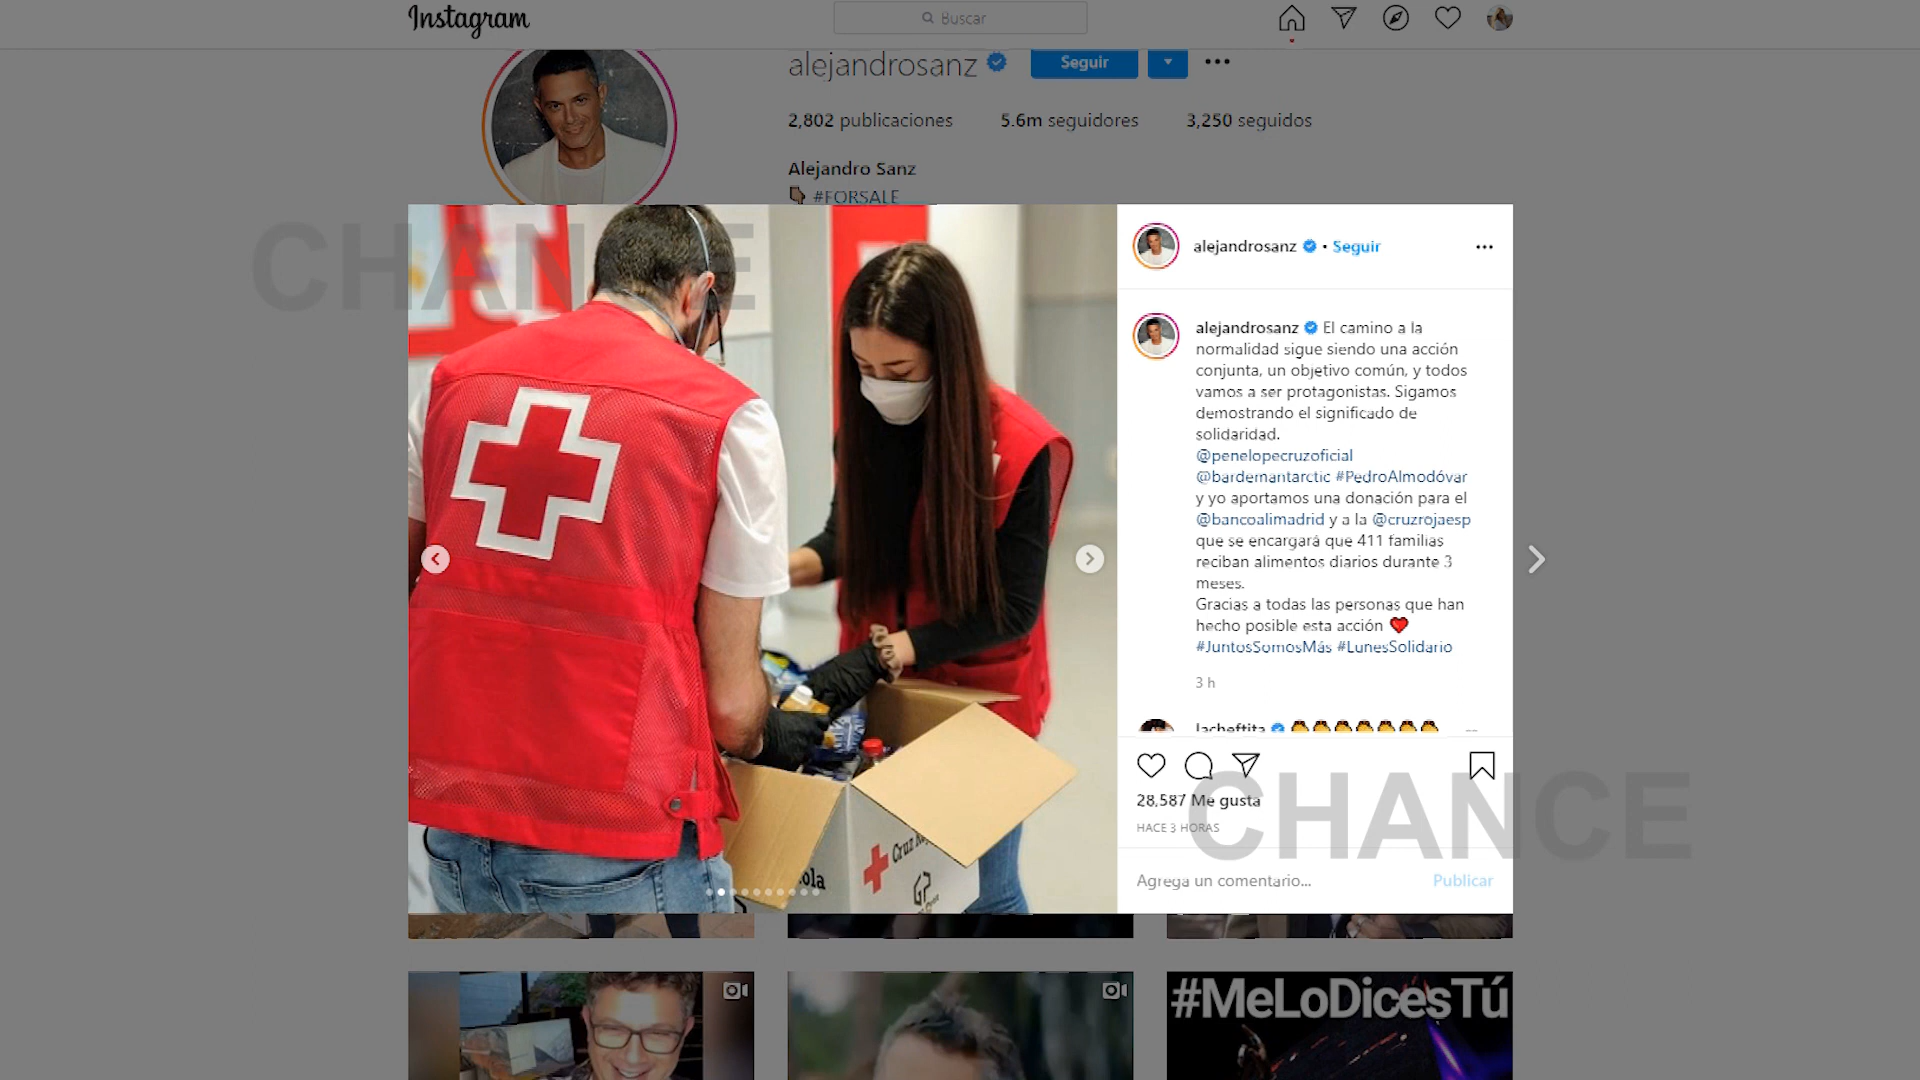 Instagram
Buscar
alejandrosanz
Seguir
2,802 publicaciones
5.6m seguidores
3,250 seguidos
Alejandro Sanz
#FORSALE
CHANCE
alejandrosanz • Seguir
alejandrosanz El camino a la
normalidad sigue siendo una acción
conjunta, un objetivo común, y todos
vamos a ser protagonistas. Sigamos
demostrando el significado de
solidaridad.
@penelopecruzoficial
@bardemantarctic #PedroAlmodóvar
y yo aportamos una donación para el
@bancoalimadrid y a la @cruzrojaesp
que se encargará que 411 familias
reciban alimentos diarios durante 3
meses.
Gracias a todas las personas que han
hecho posible esta acción
#JuntosSomosMás #LunesSolidario
3 h
lacheftita
28,587 Me gusta
HACE 3 HORAS
CHANCE
Agrega un comentario...
Publicar
Cruz
#MeLoDicesTú